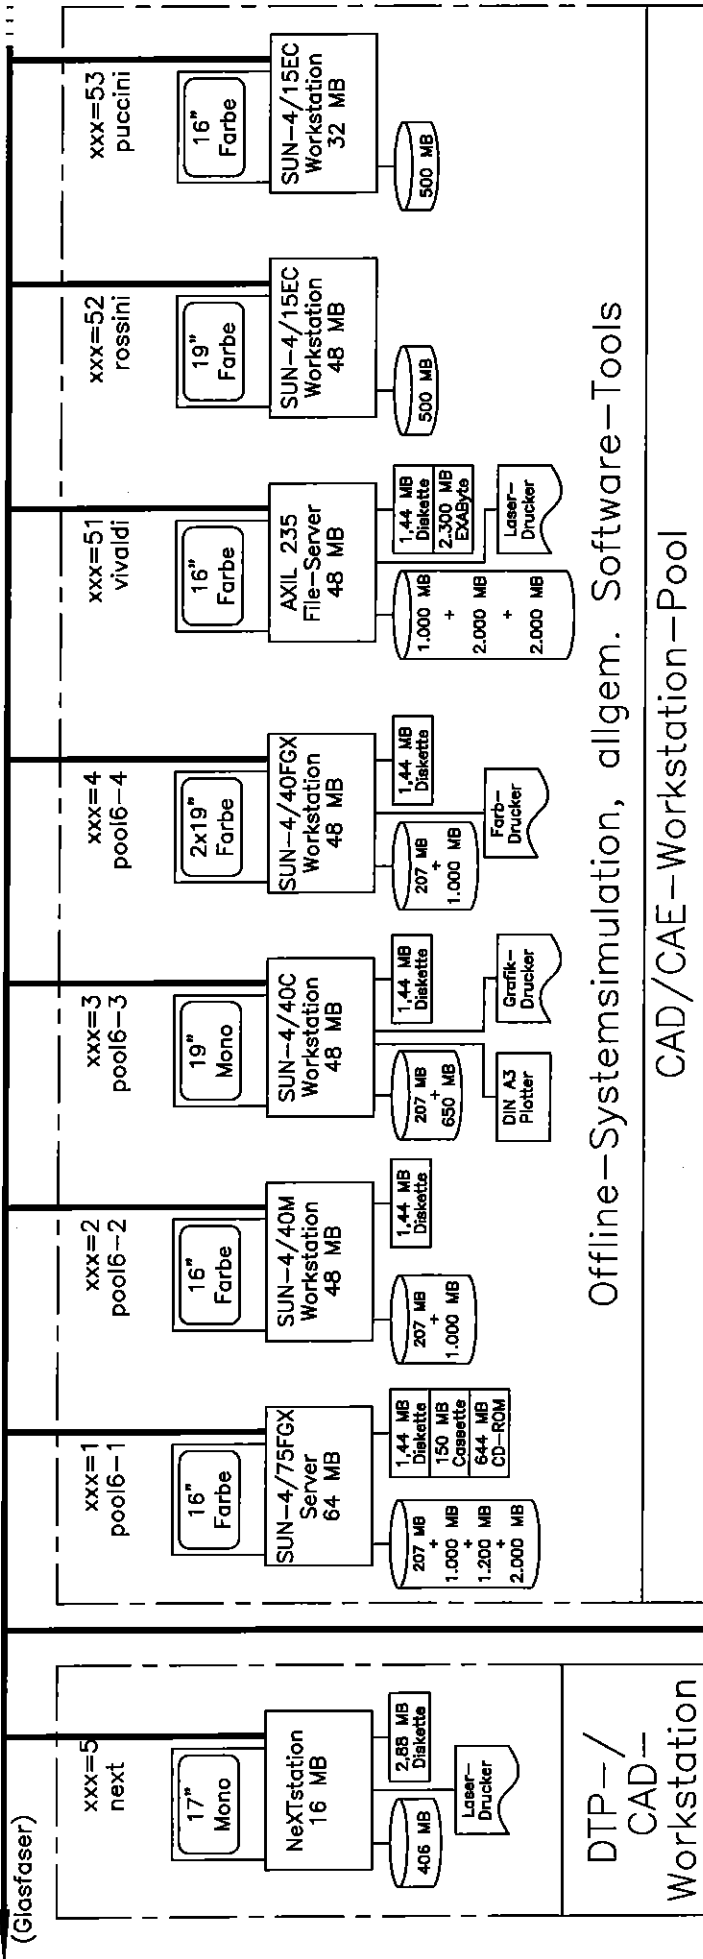 (Glasfaser)
xxx=5
next
17"
Mono
NeXTstation
16 MB
406 MB
2,88 MB
Diskette
Laser-
Drucker
DTP-/
CAD-
Workstation
xxx=1
pool6-1
16"
Farbe
SUN-4/75FGX
Server
64 MB
207 MB
+
1.000 MB
+
1.200 MB
+
2.000 MB
1,44 MB
Diskette
150 MB
Cassette
644 MB
CD-ROM
xxx=2
pool6-2
16"
Farbe
SUN-4/40M
Workstation
48 MB
207 MB
+
1.000 MB
1,44 MB
Diskette
xxx=3
pool6-3
19"
Mono
SUN-4/40C
Workstation
48 MB
207 MB
+
650 MB
1,44 MB
Diskette
DIN A3
Plotter
Grafik-
Drucker
xxx=4
pool6-4
2x19"
Farbe
SUN-4/40FGX
Workstation
48 MB
207 MB
+
1.000 MB
1,44 MB
Diskette
Farb-
Drucker
xxx=51
vivaldi
16"
Farbe
AXIL 235
File-Server
48 MB
1.000 MB
+
2.000 MB
+
2.000 MB
1,44 MB
Diskette
2.300 MB
EXAByte
Laser-
Drucker
xxx=52
rossini
19"
Farbe
SUN-4/15EC
Workstation
48 MB
500 MB
xxx=53
puccini
16"
Farbe
SUN-4/15EC
Workstation
32 MB
500 MB
Offline-Systemsimulation, allgem. Software-Tools
CAD/CAE-Workstation-Pool